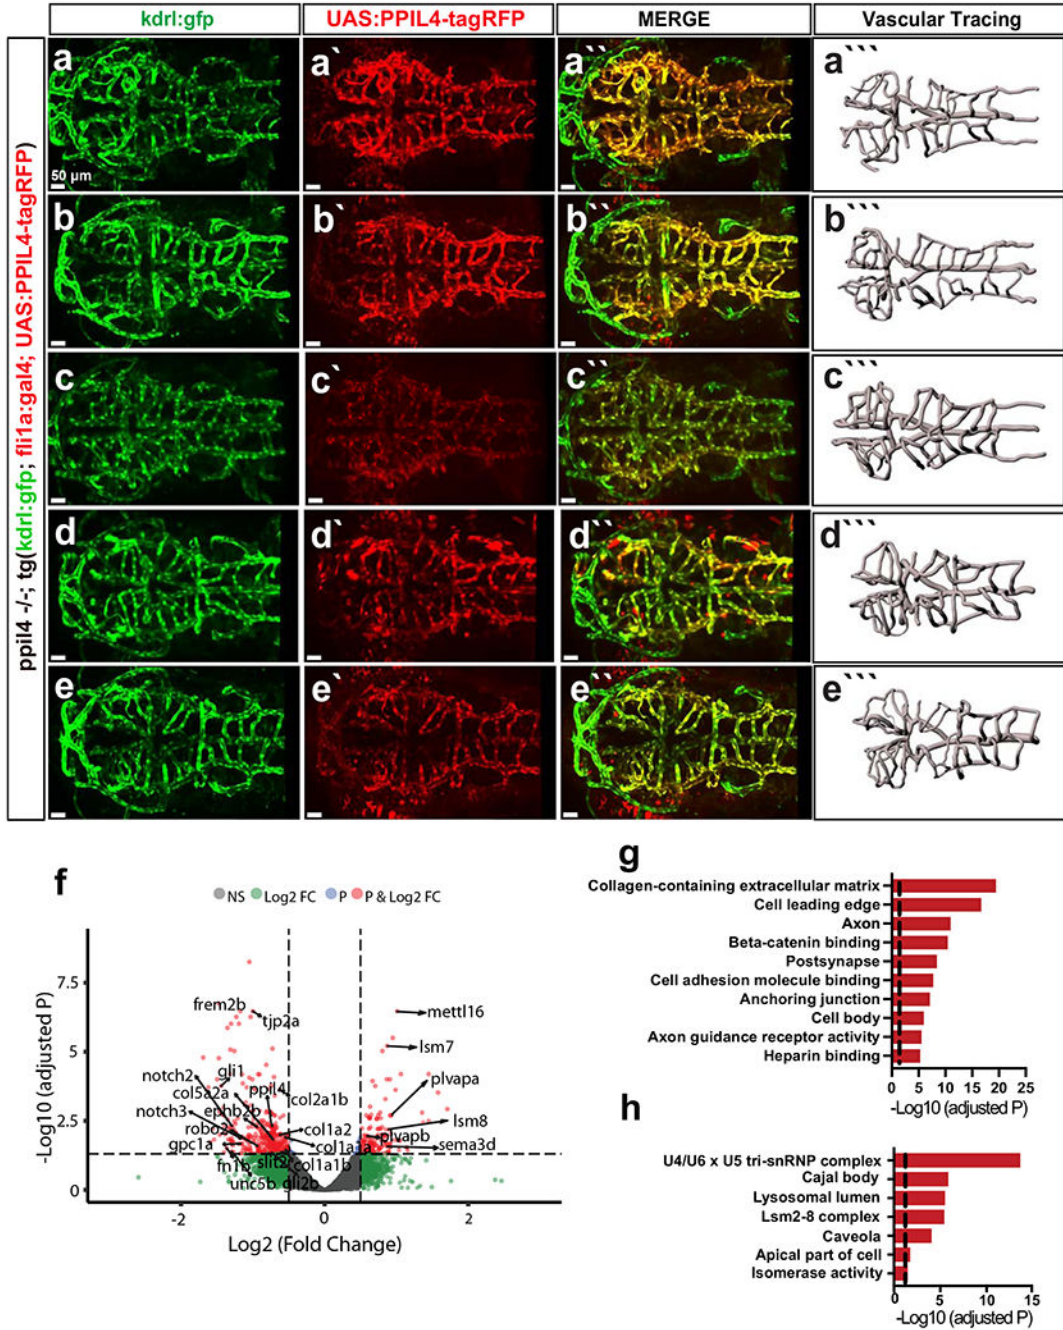 kdrl:gfp
UAS:PPIL4-tagRFP
MERGE
Vascular Tracing
ppil4 -/-; tg(kdrl:gfp; fli1a:gal4; UAS:PPIL4-tagRFP)
a
50 µm
a`
a``
a```
b
b`
b``
b```
c
c`
c``
c```
d
d`
d``
d```
e
e`
e``
e```
f
NS Log2 FC P P & Log2 FC
-Log10 (adjusted P)
7.5
5
2.5
0
frem2b
tjp2a
mettl16
lsm7
notch2
gli1
col5a2a
ppil4
col2a1b
plvapa
notch3
ephb2b
robo2
col1a2
lsm8
gpc1a
col1a1a
plvapb
sema3d
fn1b
slit2
col1a1b
unc5b
gli2b
-2
0
2
Log2 (Fold Change)
g
Collagen-containing extracellular matrix
Cell leading edge
Axon
Beta-catenin binding
Postsynapse
Cell adhesion molecule binding
Anchoring junction
Cell body
Axon guidance receptor activity
Heparin binding
0 5 10 15 20 25
-Log10 (adjusted P)
h
U4/U6 x U5 tri-snRNP complex
Cajal body
Lysosomal lumen
Lsm2-8 complex
Caveola
Apical part of cell
Isomerase activity
0 5 10 15
-Log10 (adjusted P)